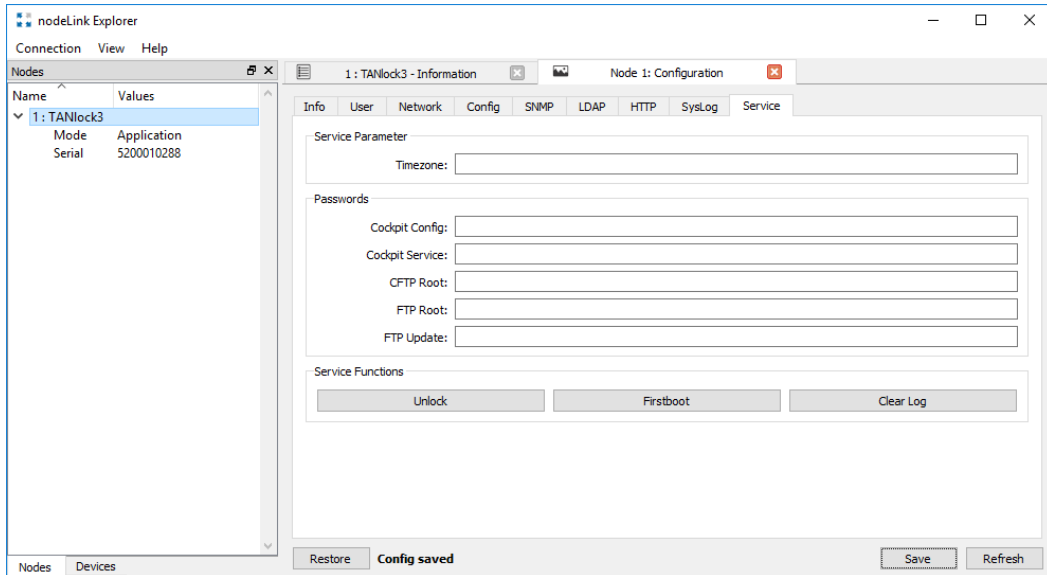 nodeLink Explorer
Connection View Help
Nodes
1 : TANlock3 - Information
Node 1: Configuration
Name Values
1 : TANlock3
Mode Application
Serial 5200010288
Info User Network Config SNMP LDAP HTTP SysLog Service
Service Parameter
Timezone:
Passwords
Cockpit Config:
Cockpit Service:
CFTP Root:
FTP Root:
FTP Update:
Service Functions
Unlock Firstboot Clear Log
Restore Config saved Save Refresh
Nodes Devices